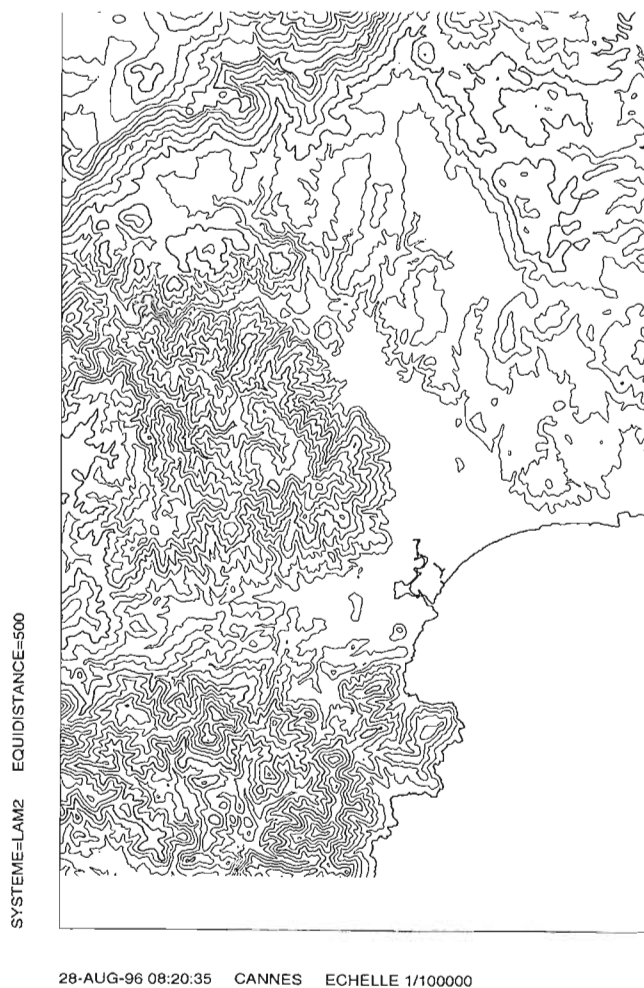 SYSTEME=LAM2 EQUIDISTANCE=500
28-AUG-96 08:20:35 CANNES ECHELLE 1/100000